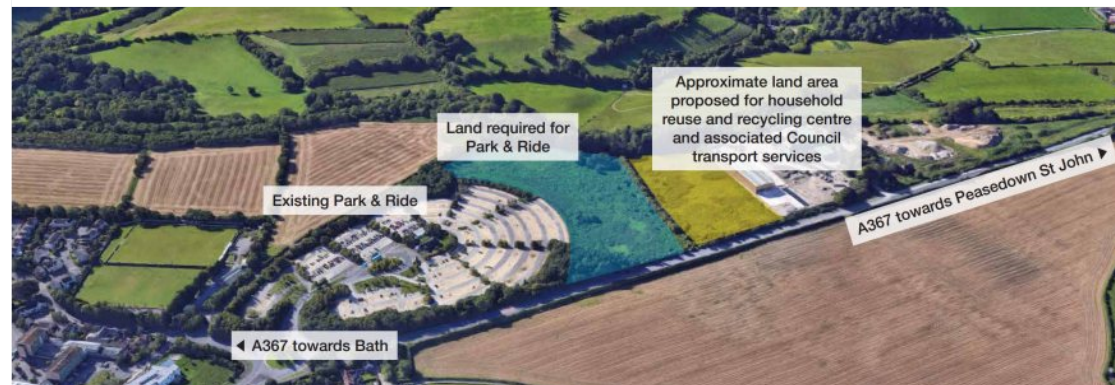 Approximate land area
proposed for household
reuse and recycling centre
and associated Council
transport services
Land required for
Park & Ride
Existing Park & Ride
A367 towards Peasedown St John ▶
◀ A367 towards Bath